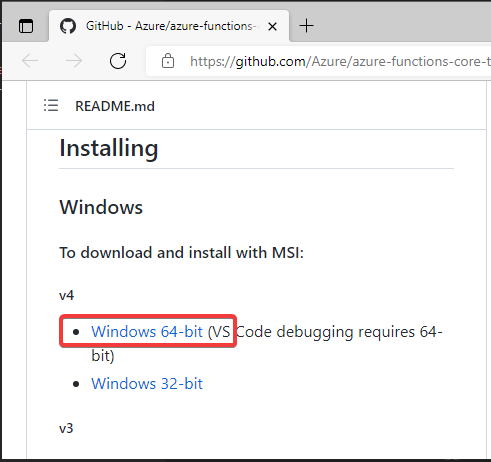 GitHub - Azure/azure-functions-
https://github.com/Azure/azure-functions-core-t
README.md
Installing
Windows
To download and install with MSI:
v4
Windows 64-bit (VS Code debugging requires 64-
bit)
Windows 32-bit
v3